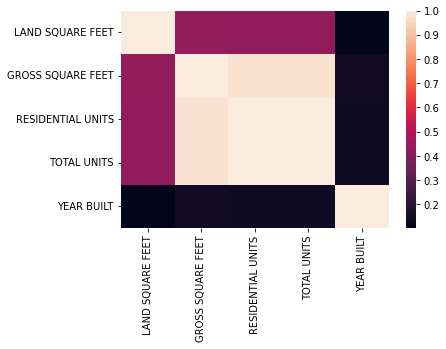 LAND SQUARE FEET
GROSS SQUARE FEET
RESIDENTIAL UNITS
TOTAL UNITS
YEAR BUILT
LAND SQUARE FEET
GROSS SQUARE FEET
RESIDENTIAL UNITS
TOTAL UNITS
YEAR BUILT
1.0
0.9
0.8
0.7
0.6
0.5
0.4
0.3
0.2